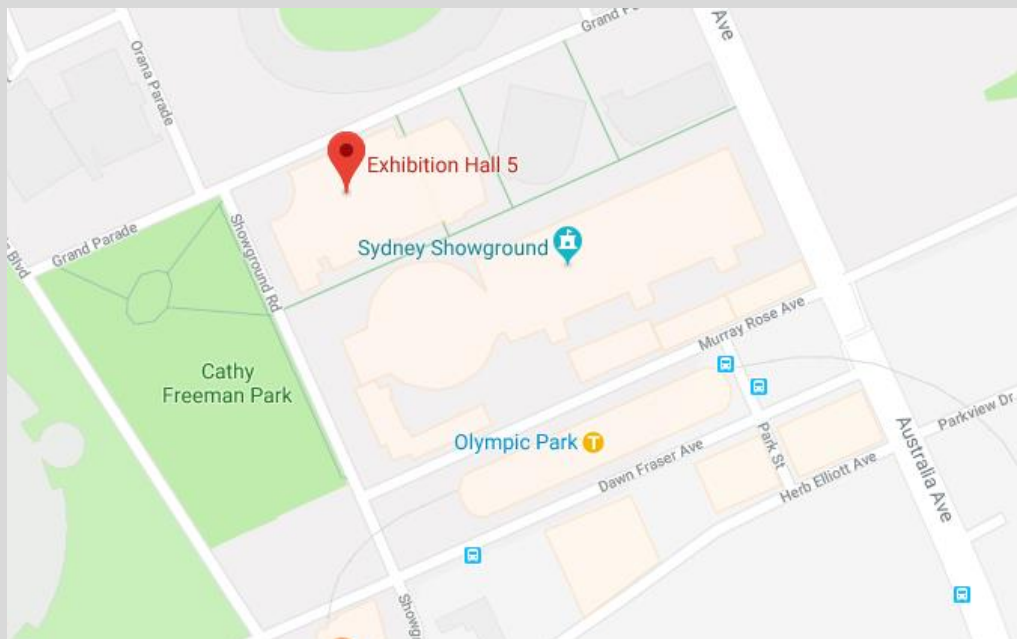 Grand Pa
Ave
Orana Parade
Exhibition Hall 5
Grand Parade
Showground Rd
Blvd
Sydney Showground
Murray Rose Ave
Cathy
Freeman Park
Olympic Park T
Dawn Fraser Ave
Park St
Parkview Dr
Australia Ave
Herb Elliott Ave
Showg